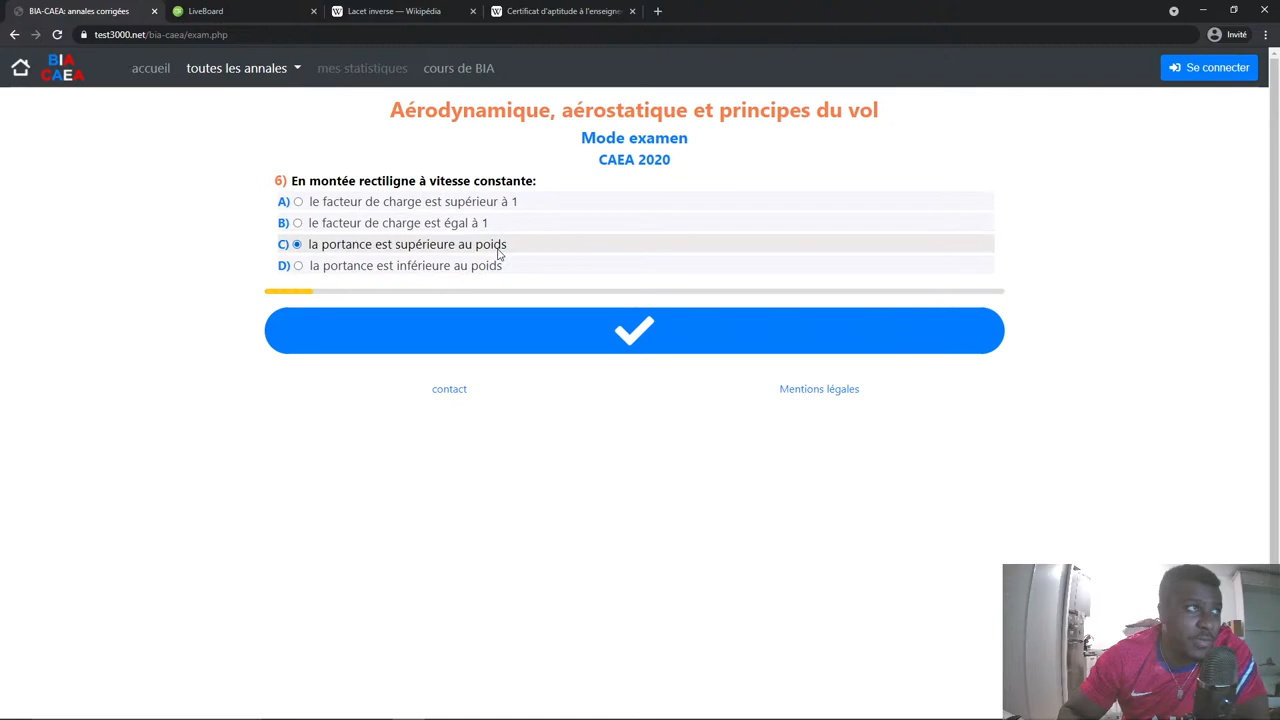 BIA-CAEA: annales corrigées
LiveBoard
Lacet inverse — Wikipédia
Certificat d'aptitude à l'enseigne
test3000.net/bia-caea/exam.php
Invité
BIA
CAEA
accueil
toutes les annales
mes statistiques
cours de BIA
Se connecter
Aérodynamique, aérostatique et principes du vol
Mode examen
CAEA 2020
6) En montée rectiligne à vitesse constante:
A) le facteur de charge est supérieur à 1
B) le facteur de charge est égal à 1
C) la portance est supérieure au poids
D) la portance est inférieure au poids
contact
Mentions légales